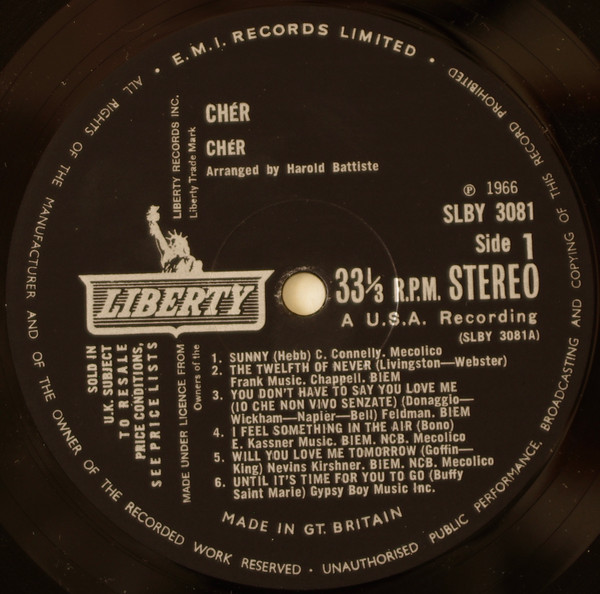 E.M.I. RECORDS LIMITED
CHÉR
CHÉR
Arranged by Harold Battiste
LIBERTY RECORDS INC.
Liberty Trade Mark
LIBERTY
℗ 1966
SLBY 3081
Side 1
33⅓ R.P.M. STEREO
A U.S.A. Recording
(SLBY 3081A)
SOLD IN
U.K. SUBJECT
TO RESALE
PRICE CONDITIONS,
SEE PRICE LISTS
MADE UNDER LICENCE FROM
Owners of the
1. SUNNY (Hebb) C. Connelly. Mecolico
2. THE TWELFTH OF NEVER (Livingston—Webster)
Frank Music. Chappell. BIEM
3. YOU DON'T HAVE TO SAY YOU LOVE ME
(IO CHE NON VIVO SENZATE) (Donaggio—
Wickham—Napier—Bell) Feldman. BIEM
4. I FEEL SOMETHING IN THE AIR (Bono)
E. Kassner Music. BIEM. NCB. Mecolico
5. WILL YOU LOVE ME TOMORROW (Goffin—
King) Nevins Kirshner. BIEM. NCB. Mecolico
6. UNTIL IT'S TIME FOR YOU TO GO (Buffy
Saint Marie) Gypsy Boy Music Inc.
MADE IN GT. BRITAIN
ALL RIGHTS OF THE MANUFACTURER AND OF THE OWNER OF THE RECORDED WORK RESERVED · UNAUTHORISED PUBLIC PERFORMANCE, BROADCASTING AND COPYING OF THIS RECORD PROHIBITED